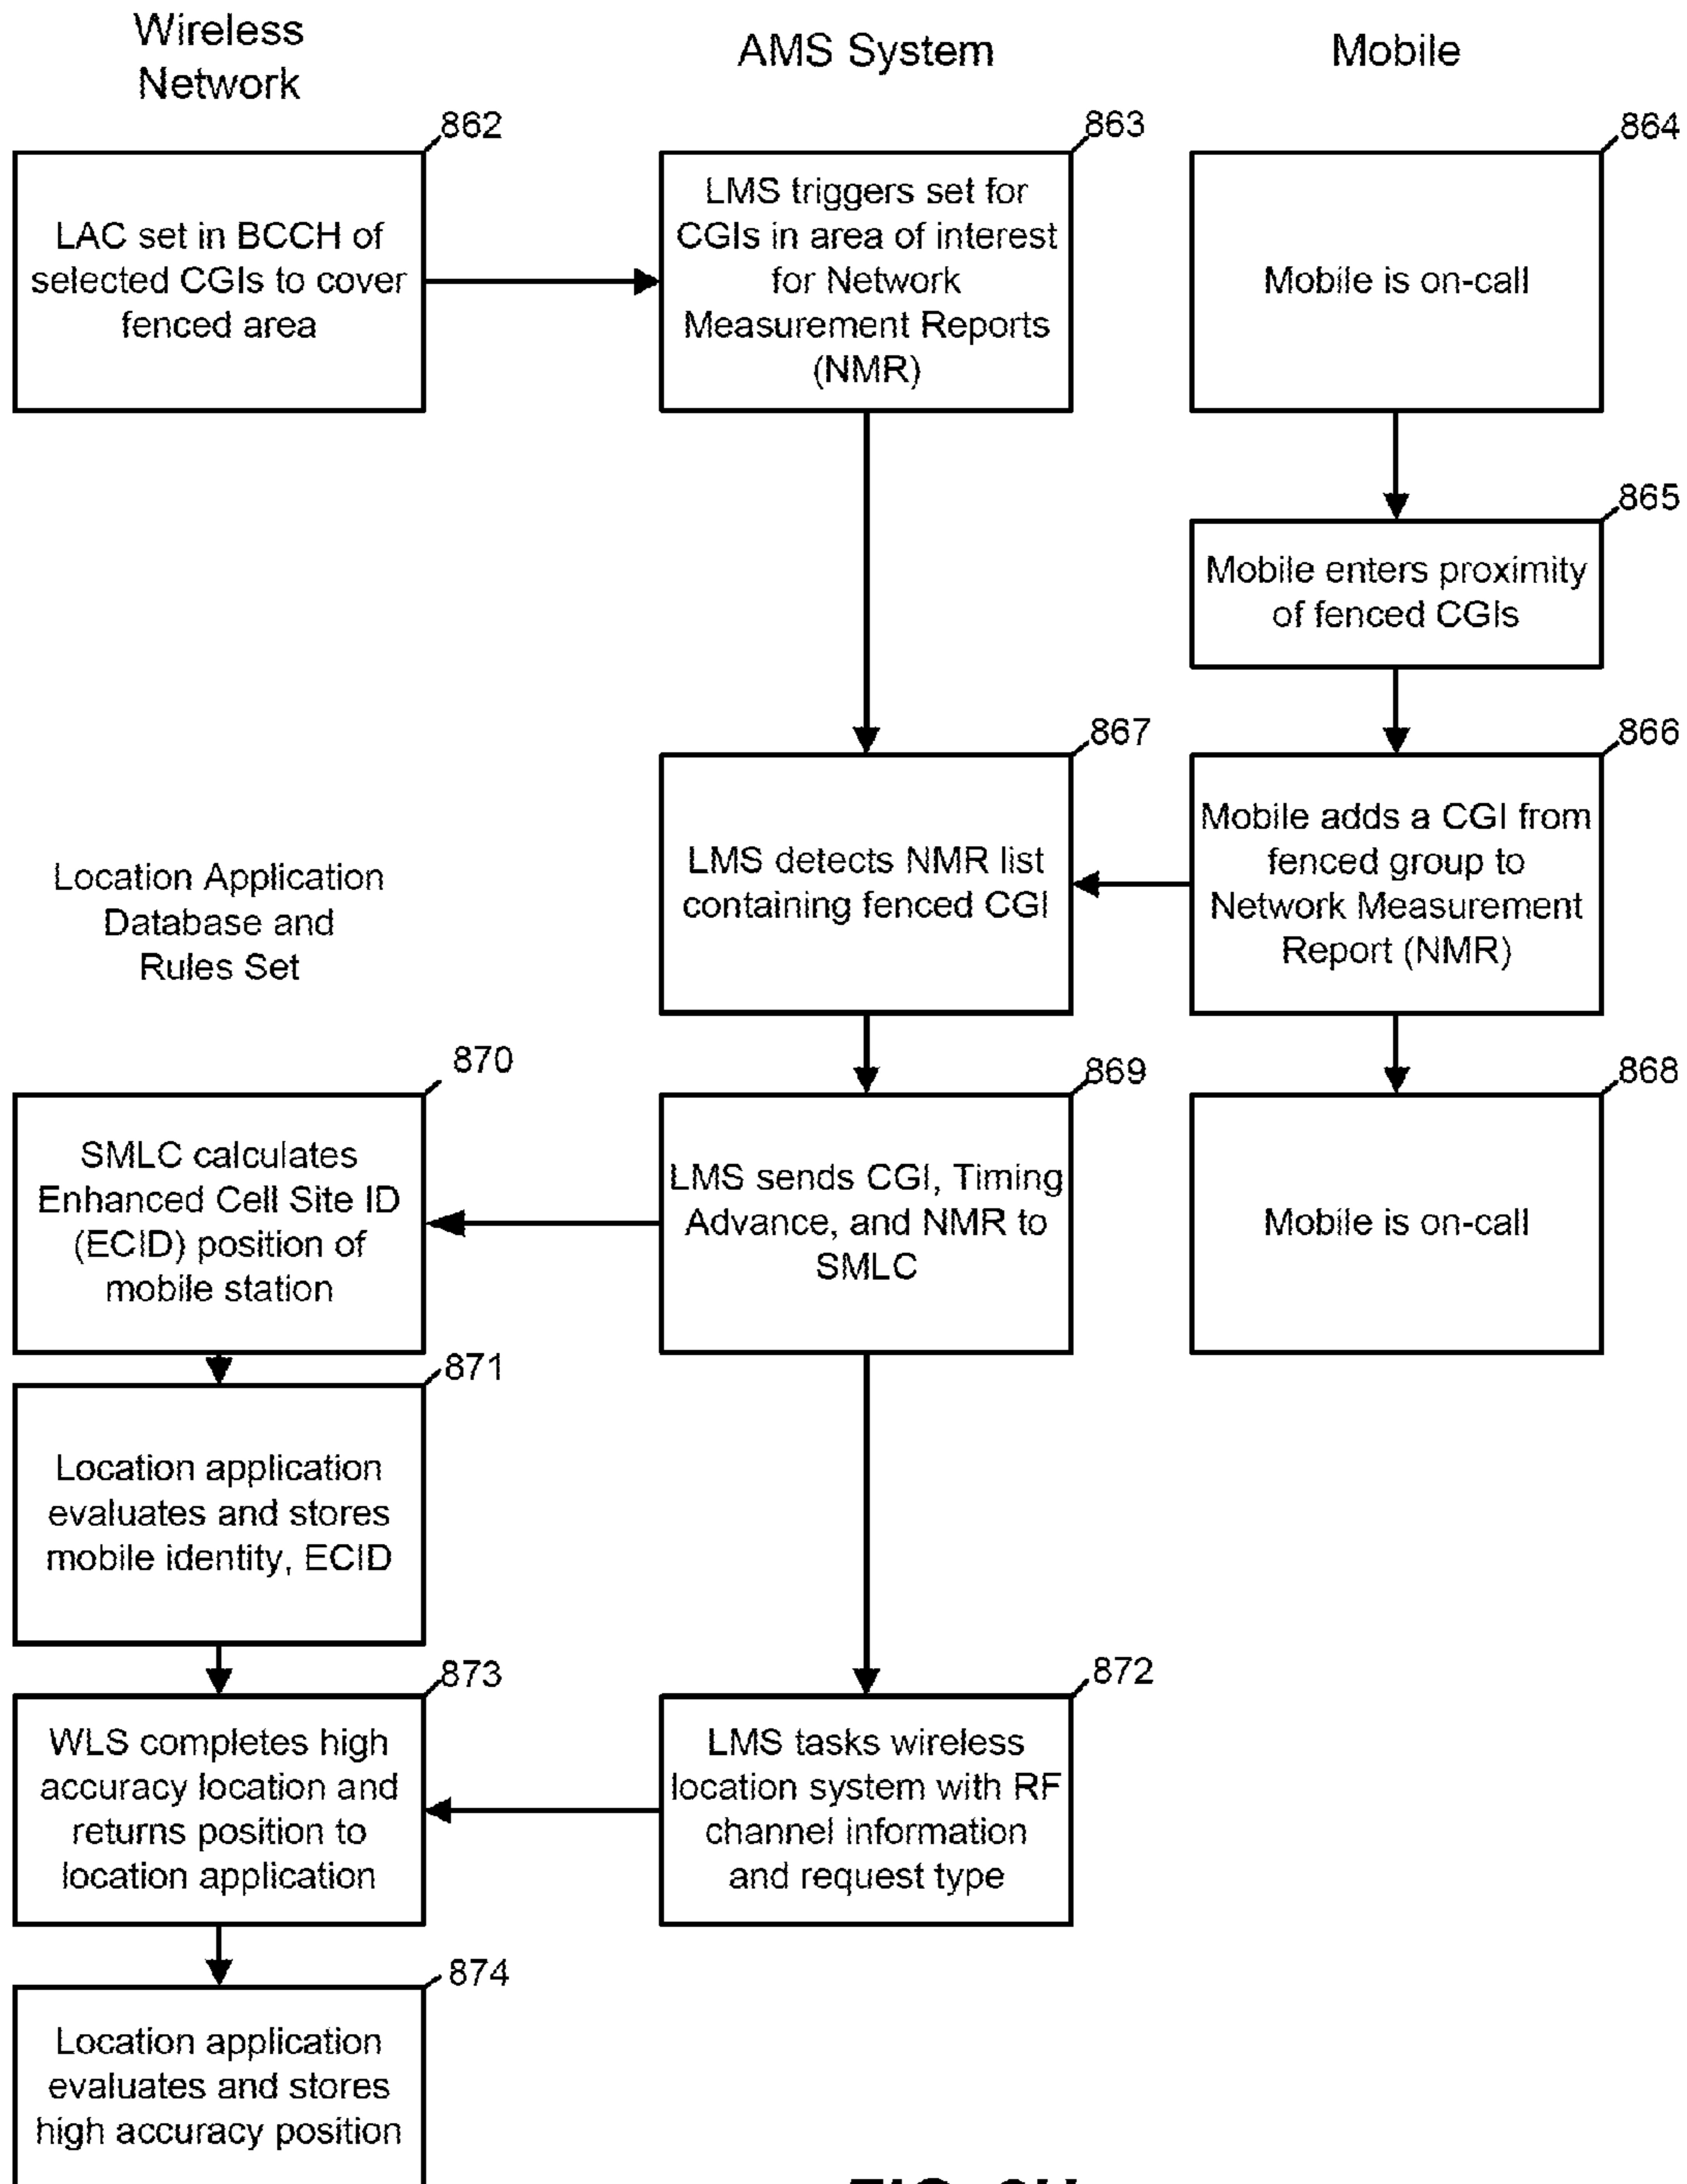 Wireless
Network
AMS System
Mobile
862
LAC set in BCCH of
selected CGIs to cover
fenced area
863
LMS triggers set for
CGIs in area of interest
for Network
Measurement Reports
(NMR)
864
Mobile is on-call
865
Mobile enters proximity
of fenced CGIs
866
Mobile adds a CGI from
fenced group to
Network Measurement
Report (NMR)
867
LMS detects NMR list
containing fenced CGI
868
Mobile is on-call
869
LMS sends CGI, Timing
Advance, and NMR to
SMLC
Location Application
Database and
Rules Set
870
SMLC calculates
Enhanced Cell Site ID
(ECID) position of
mobile station
871
Location application
evaluates and stores
mobile identity, ECID
872
LMS tasks wireless
location system with RF
channel information
and request type
873
WLS completes high
accuracy location and
returns position to
location application
874
Location application
evaluates and stores
high accuracy position